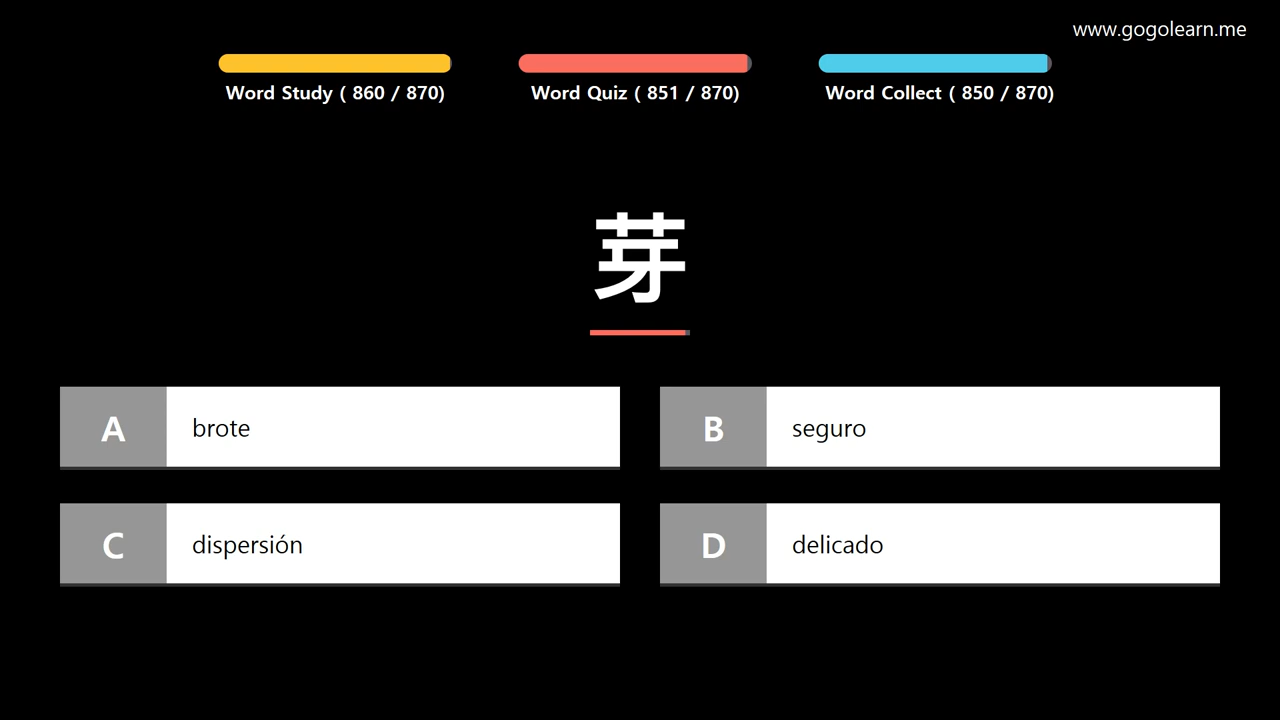 www.gogolearn.me
Word Study ( 860 / 870)
Word Quiz ( 851 / 870)
Word Collect ( 850 / 870)
芽
A brote
B seguro
C dispersión
D delicado